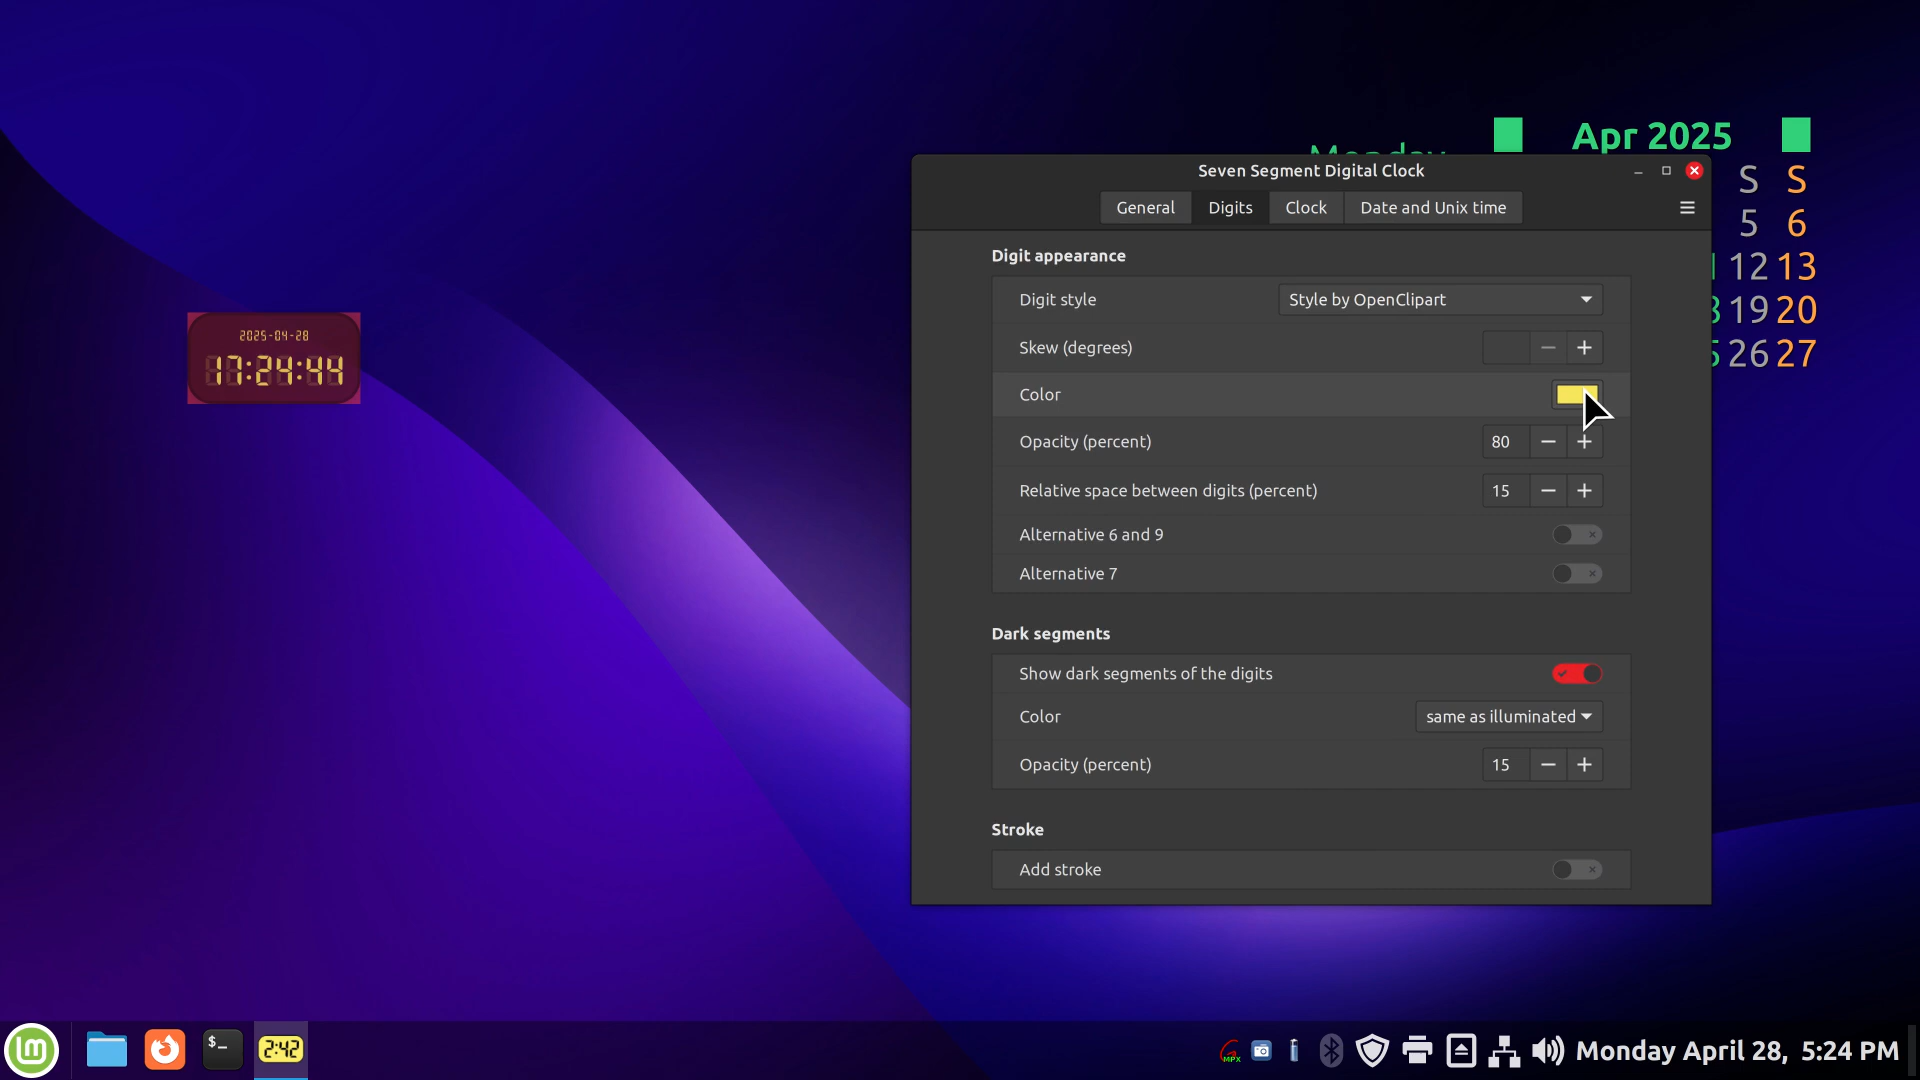 Apr 2025
Monday
S S
5 6
12 13
19 20
26 27
2025-04-28
17:24:44
Seven Segment Digital Clock
General Digits Clock Date and Unix time
Digit appearance
Digit style Style by OpenClipart
Skew (degrees)
Color
Opacity (percent) 80
Relative space between digits (percent) 15
Alternative 6 and 9
Alternative 7
Dark segments
Show dark segments of the digits
Color same as illuminated
Opacity (percent) 15
Stroke
Add stroke
$_
2:42
MPX
Monday April 28, 5:24 PM